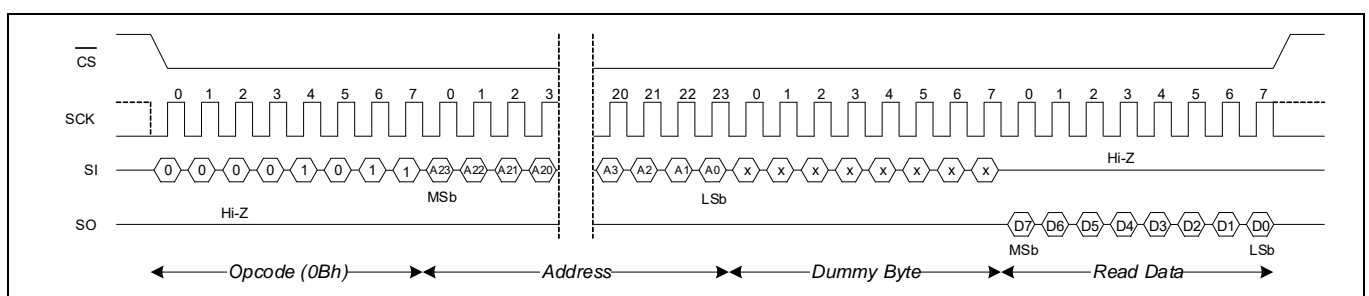 CS
0 1 2 3 4 5 6 7 0 1 2 3 20 21 22 23 0 1 2 3 4 5 6 7 0 1 2 3 4 5 6 7
SCK
SI 0 0 0 0 1 0 1 1 A23 A22 A21 A20 A3 A2 A1 A0 x x x x x x x x Hi-Z
MSb LSb
SO Hi-Z D7 D6 D5 D4 D3 D2 D1 D0
MSb LSb
Opcode (0Bh) Address Dummy Byte Read Data